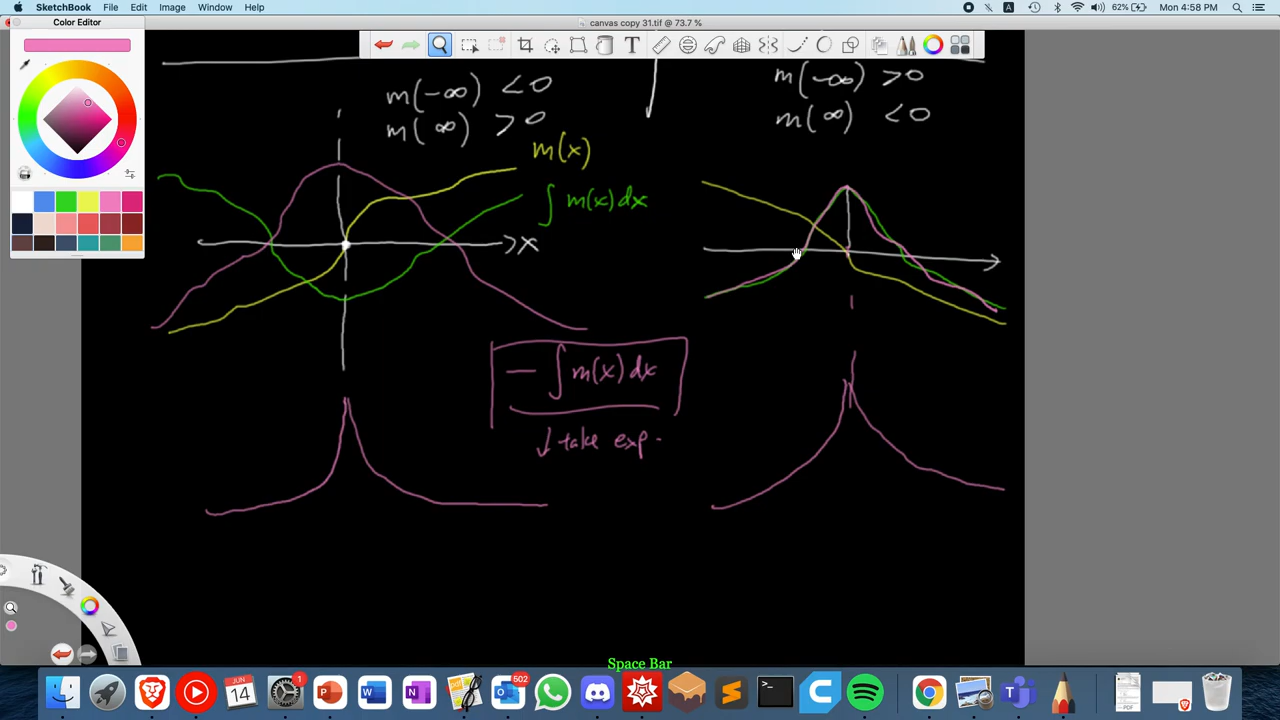 SketchBook File Edit Image Window Help
A 62% Mon 4:58 PM
Color Editor
canvas copy 31.tif @ 73.7 %
T
m(-∞) < 0
m(∞) > 0
m(-∞) > 0
m(∞) < 0
m(x)
∫ m(x) dx
> x
- ∫ m(x) dx
↓ take exp.
Space Bar
JUN
14
1
502
PDF